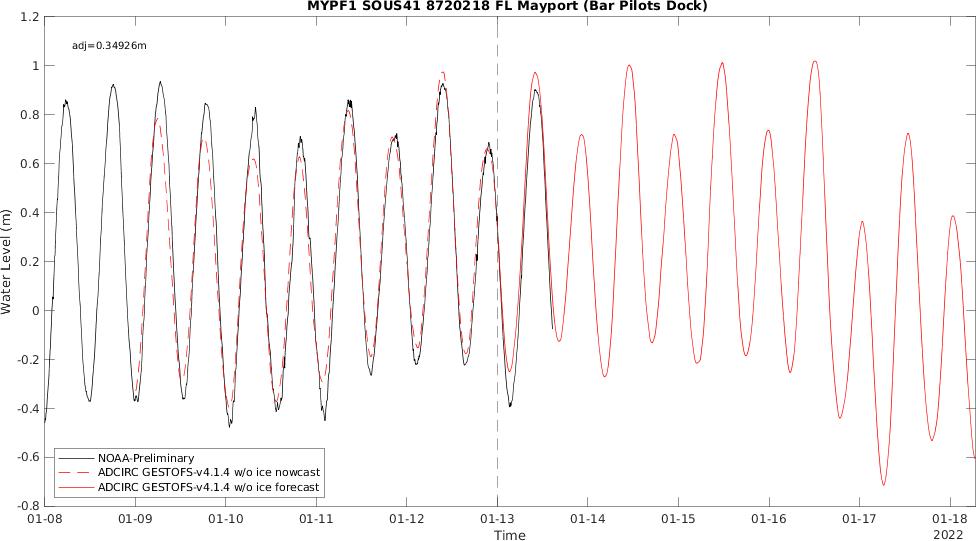 MYPF1 SOUS41 8720218 FL Mayport (Bar Pilots Dock)
adj=0.34926m
1.2
1
0.8
0.6
0.4
0.2
0
-0.2
-0.4
-0.6
-0.8
Water Level (m)
NOAA-Preliminary
ADCIRC GESTOFS-v4.1.4 w/o ice nowcast
ADCIRC GESTOFS-v4.1.4 w/o ice forecast
01-08 01-09 01-10 01-11 01-12 01-13 01-14 01-15 01-16 01-17 01-18
Time
2022